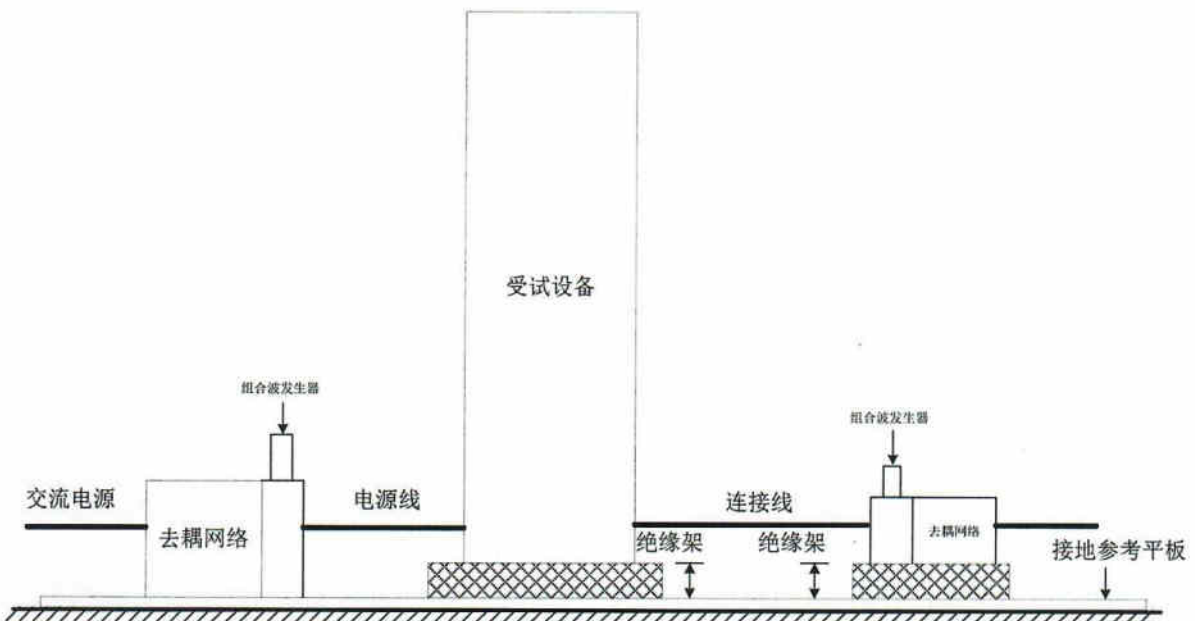 受试设备
组合波发生器
组合波发生器
交流电源
电源线
连接线
去耦网络
去耦网络
绝缘架
绝缘架
接地参考平板